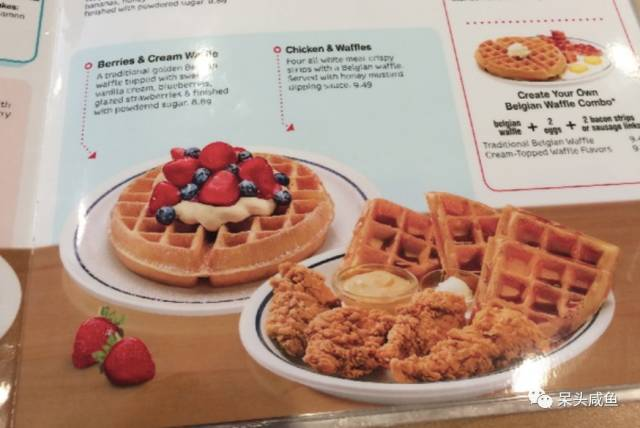 finished with powdered sugar. 8.89
Berries & Cream Waffle
A traditional golden Belgian
waffle topped with sweet
vanilla cream, blueberries,
glazed strawberries & finished
with powdered sugar. 8.89
Chicken & Waffles
Four all white meat crispy
strips with a Belgian waffle.
Served with honey mustard
dipping sauce. 9.49
Create Your Own
Belgian Waffle Combo*
belgian waffle + 2 eggs + 2 bacon strips or sausage links
Traditional Belgian Waffle
Cream-Topped Waffle Flavors
呆头咸鱼